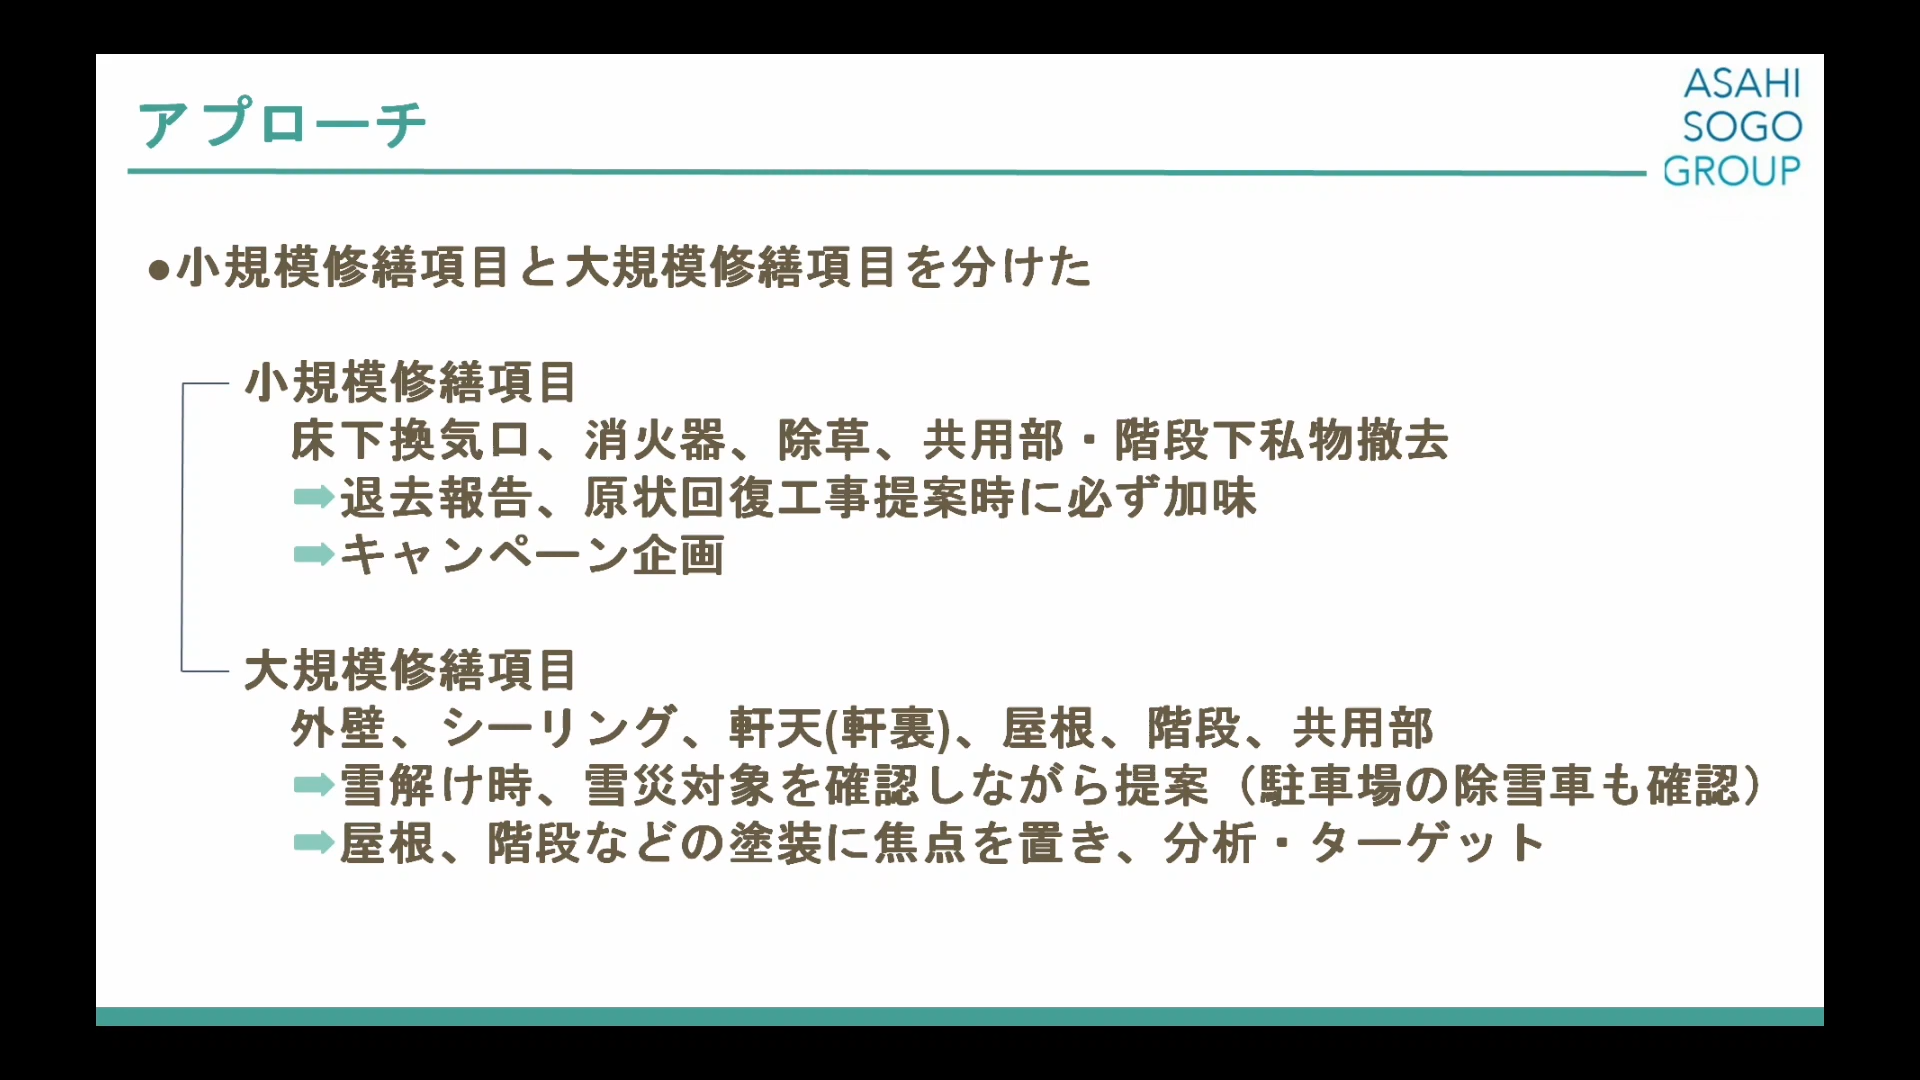 アプローチ
ASAHI
SOGO
GROUP
●小規模修繕項目と大規模修繕項目を分けた
小規模修繕項目
床下換気口、消火器、除草、共用部・階段下私物撤去
➡退去報告、原状回復工事提案時に必ず加味
➡キャンペーン企画
大規模修繕項目
外壁、シーリング、軒天(軒裏)、屋根、階段、共用部
➡雪解け時、雪災対象を確認しながら提案（駐車場の除雪車も確認）
➡屋根、階段などの塗装に焦点を置き、分析・ターゲット